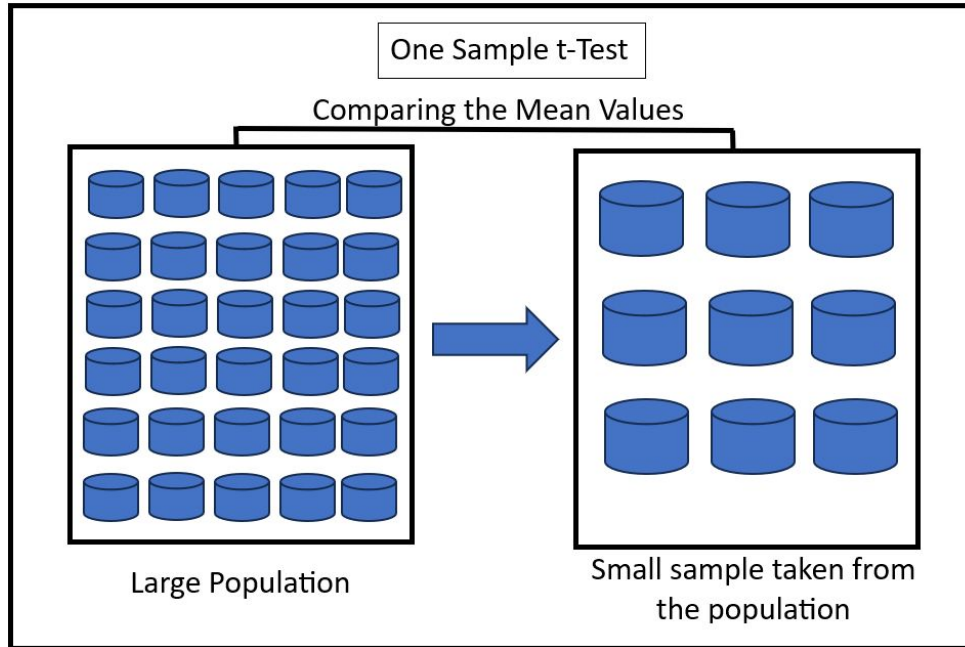 One Sample t-Test
Comparing the Mean Values
Large Population
Small sample taken from
the population